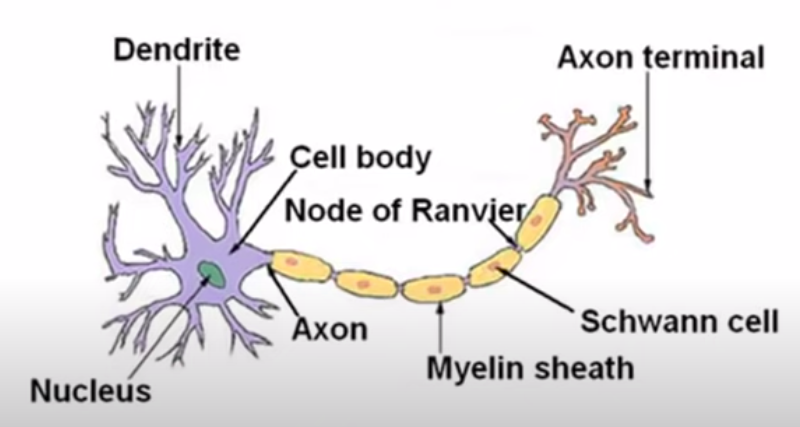 Dendrite
Axon terminal
Cell body
Node of Ranvier
Axon
Schwann cell
Myelin sheath
Nucleus